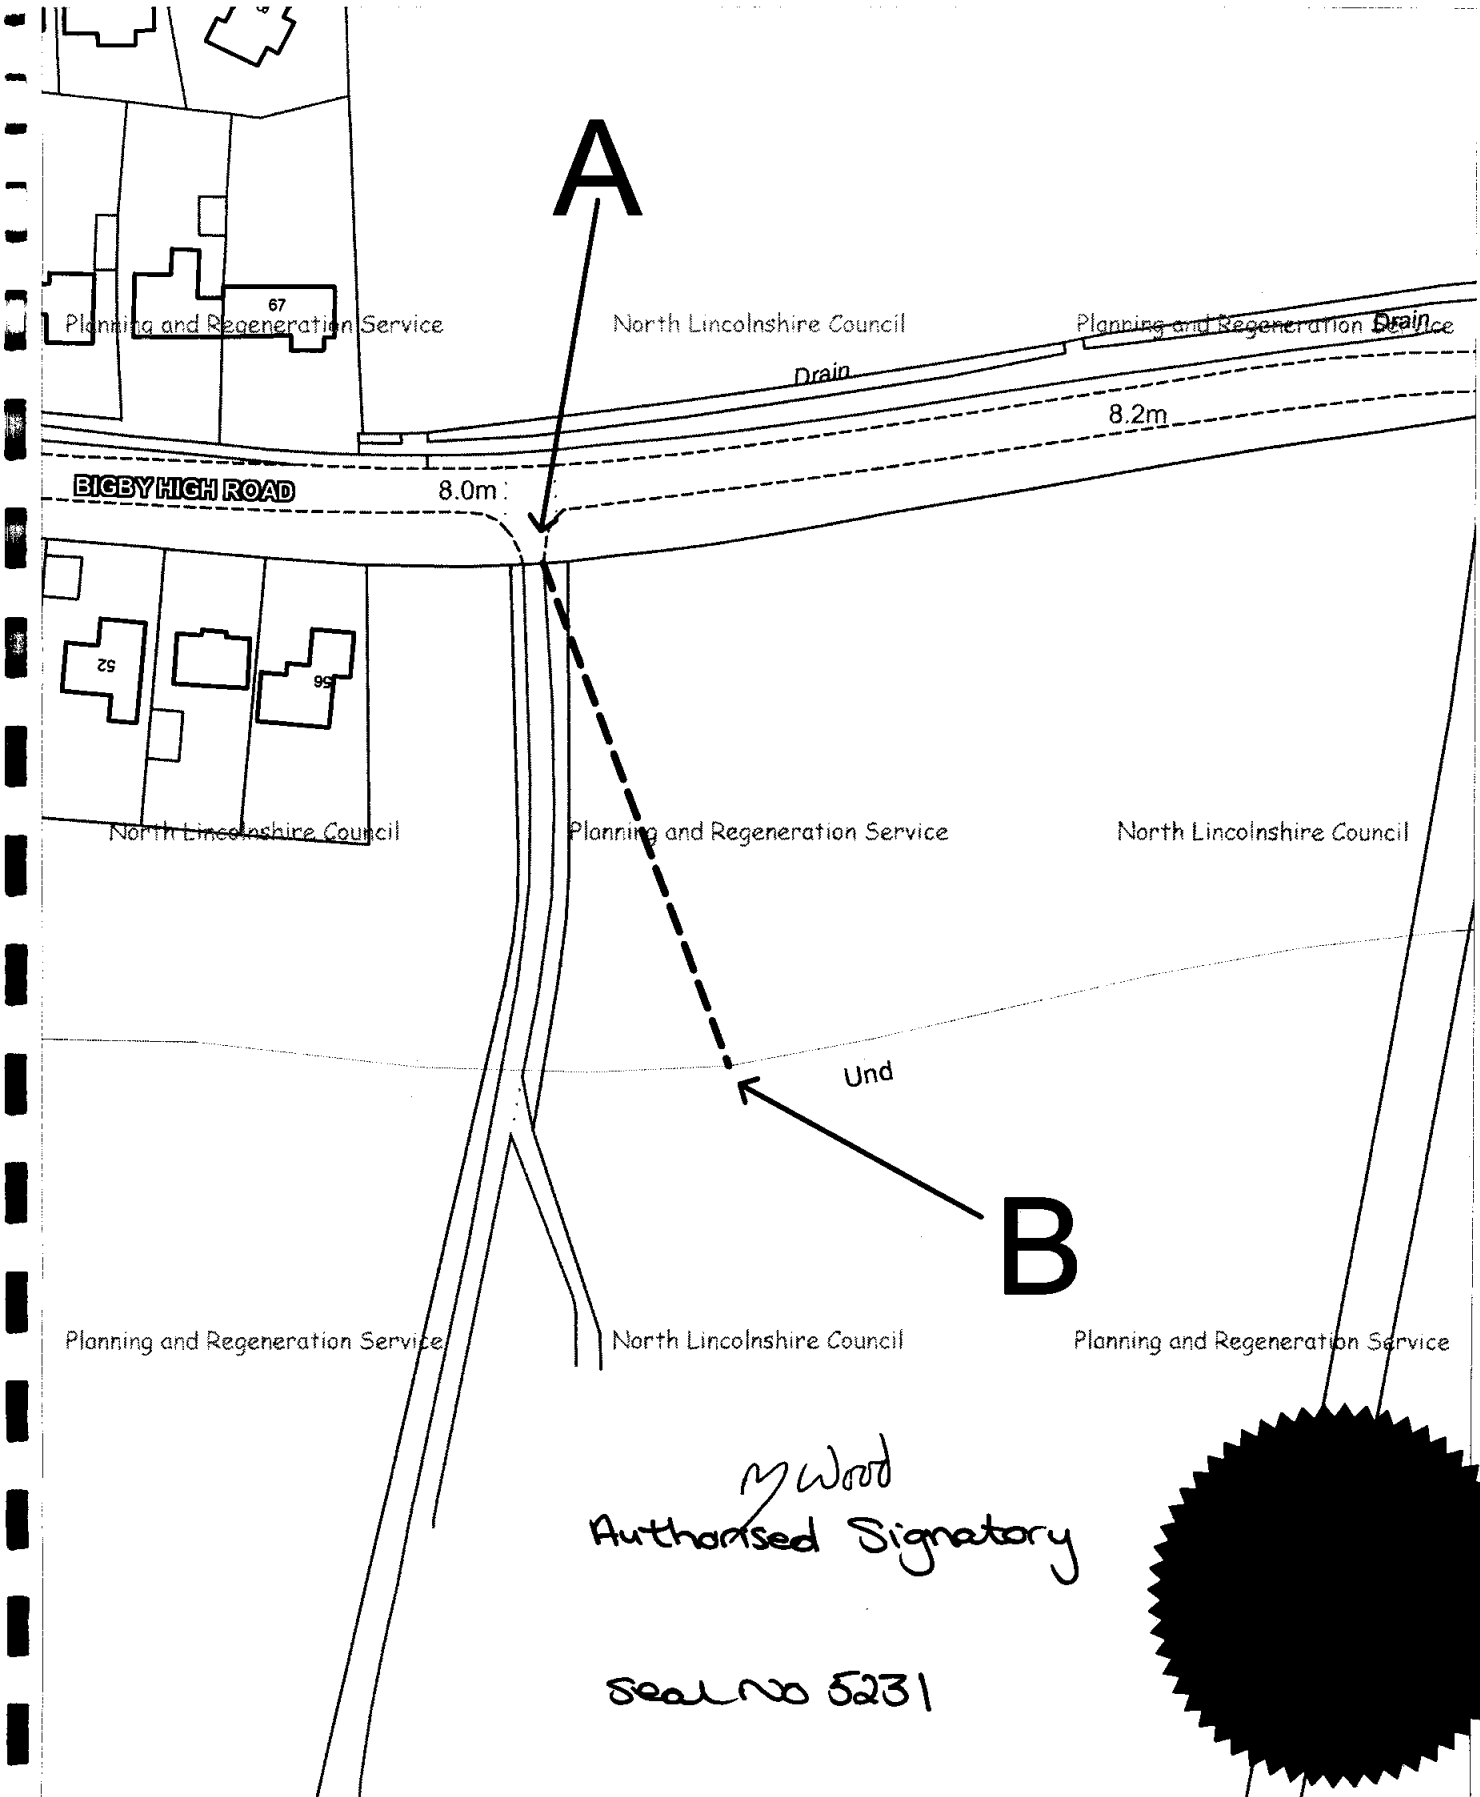 A
67
Planning and Regeneration Service
North Lincolnshire Council
Planning and Regeneration Service
Drain
Drain
8.2m
BIGBY HIGH ROAD
8.0m
52
56
North Lincolnshire Council
Planning and Regeneration Service
North Lincolnshire Council
Und
B
Planning and Regeneration Service
North Lincolnshire Council
Planning and Regeneration Service
M Wood
Authorised Signatory
Seal No 5231